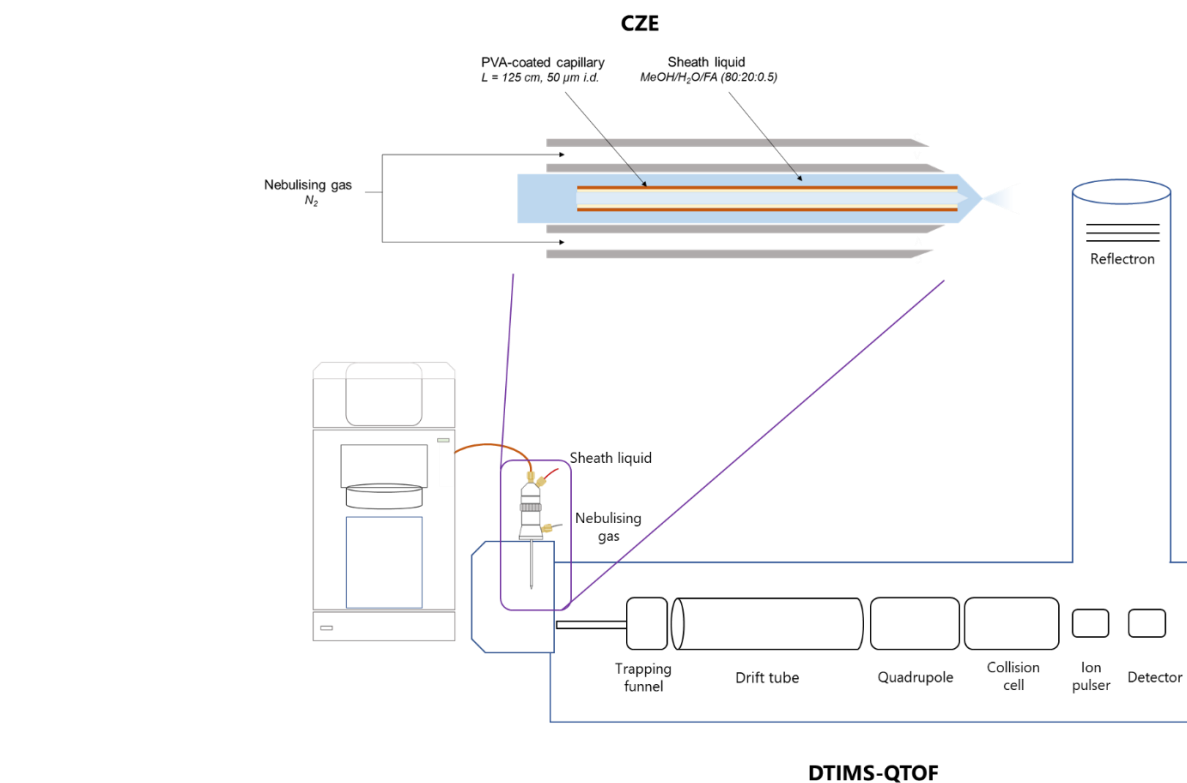 CZE
PVA-coated capillary
L = 125 cm, 50 µm i.d.
Sheath liquid
MeOH/H₂O/FA (80:20:0.5)
Nebulising gas
N₂
Reflectron
Sheath liquid
Nebulising
gas
Trapping
funnel
Drift tube
Quadrupole
Collision
cell
Ion
pulser
Detector
DTIMS-QTOF